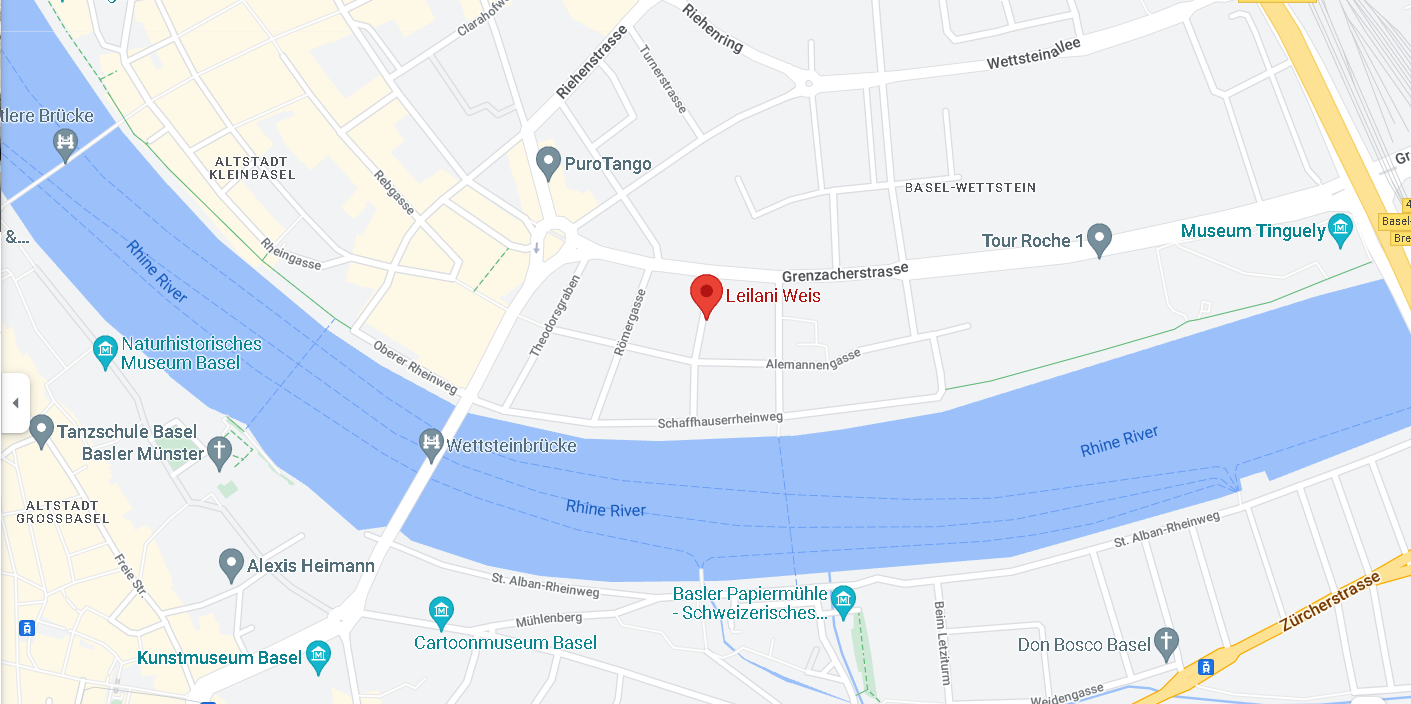 Clarahofw
Riehenring
Riehenstrasse
Wettsteinallee
Turnerstrasse
tlere Brücke
ALTSTADT
KLEINBASEL
PuroTango
Gr
Rebgasse
BASEL-WETTSTEIN
4
Basel-
Bre
&...
Rheingasse
Tour Roche 1
Museum Tinguely
Rhine River
Grenzacherstrasse
Leilani Weis
Theodorsgraben
Römergasse
Naturhistorisches
Museum Basel
Oberer Rheinweg
Alemannengasse
Schaffhauserrheinweg
Tanzschule Basel
Basler Münster
Wettsteinbrücke
Rhine River
ALTSTADT
GROSSBASEL
Rhine River
St. Alban-Rheinweg
Freie Str.
Alexis Heimann
St. Alban-Rheinweg
Basler Papiermühle
- Schweizerisches...
Zürcherstrasse
Mühlenberg
Beim Letziturm
Cartoonmuseum Basel
Don Bosco Basel
Kunstmuseum Basel
Weidengasse